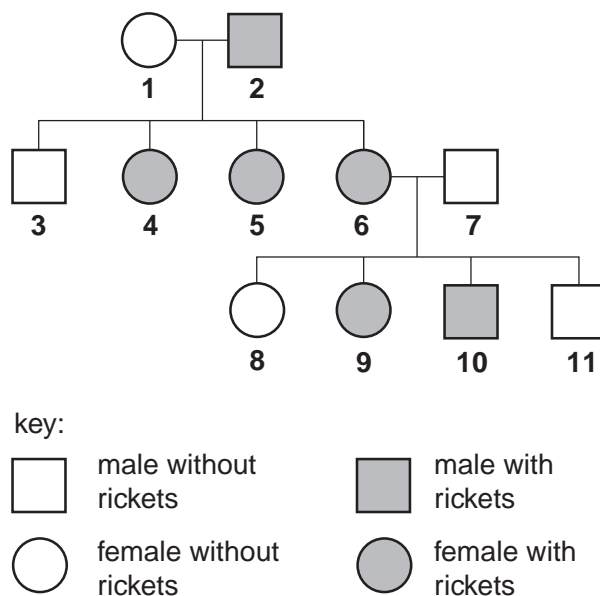 1 2
3 4 5 6 7
8 9 10 11
key:
male without
rickets
male with
rickets
female without
rickets
female with
rickets